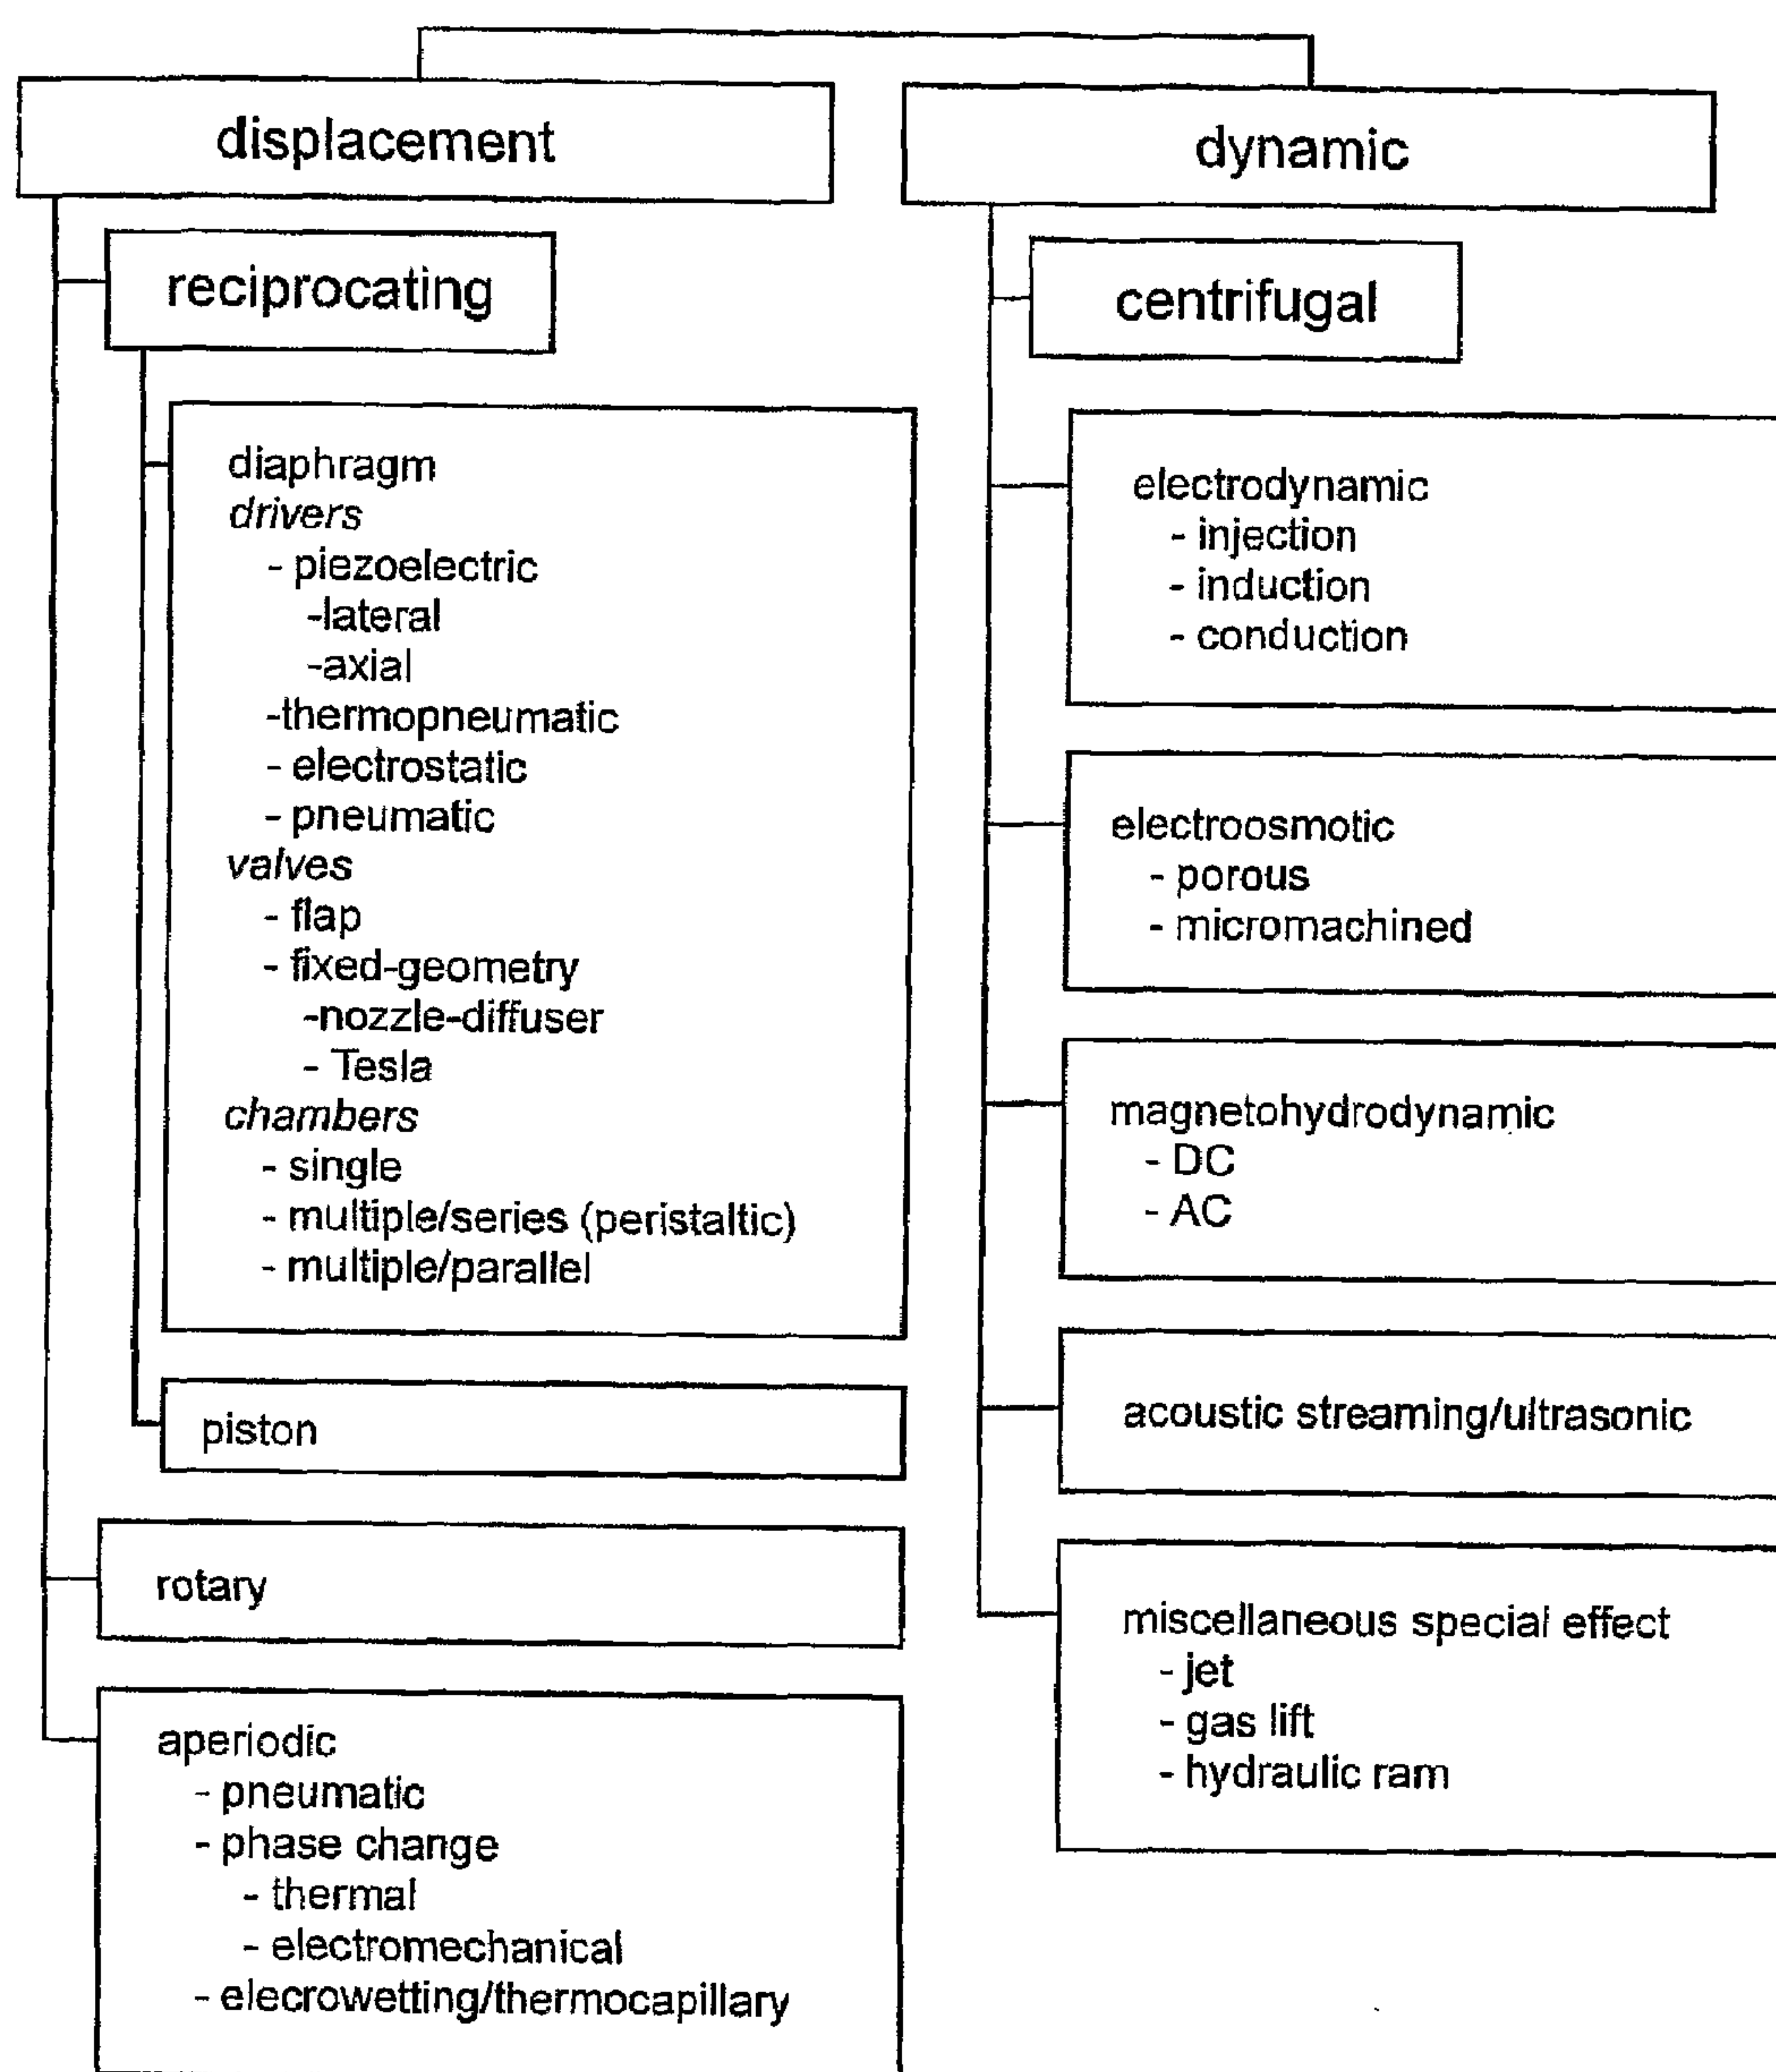 displacement
reciprocating
diaphragm
drivers
- piezoelectric
-lateral
-axial
-thermopneumatic
- electrostatic
- pneumatic
valves
- flap
- fixed-geometry
-nozzle-diffuser
- Tesla
chambers
- single
- multiple/series (peristaltic)
- multiple/parallel
piston
rotary
aperiodic
- pneumatic
- phase change
- thermal
- electromechanical
- elecrowetting/thermocapillary
dynamic
centrifugal
electrodynamic
- injection
- induction
- conduction
electroosmotic
- porous
- micromachined
magnetohydrodynamic
- DC
- AC
acoustic streaming/ultrasonic
miscellaneous special effect
- jet
- gas lift
- hydraulic ram